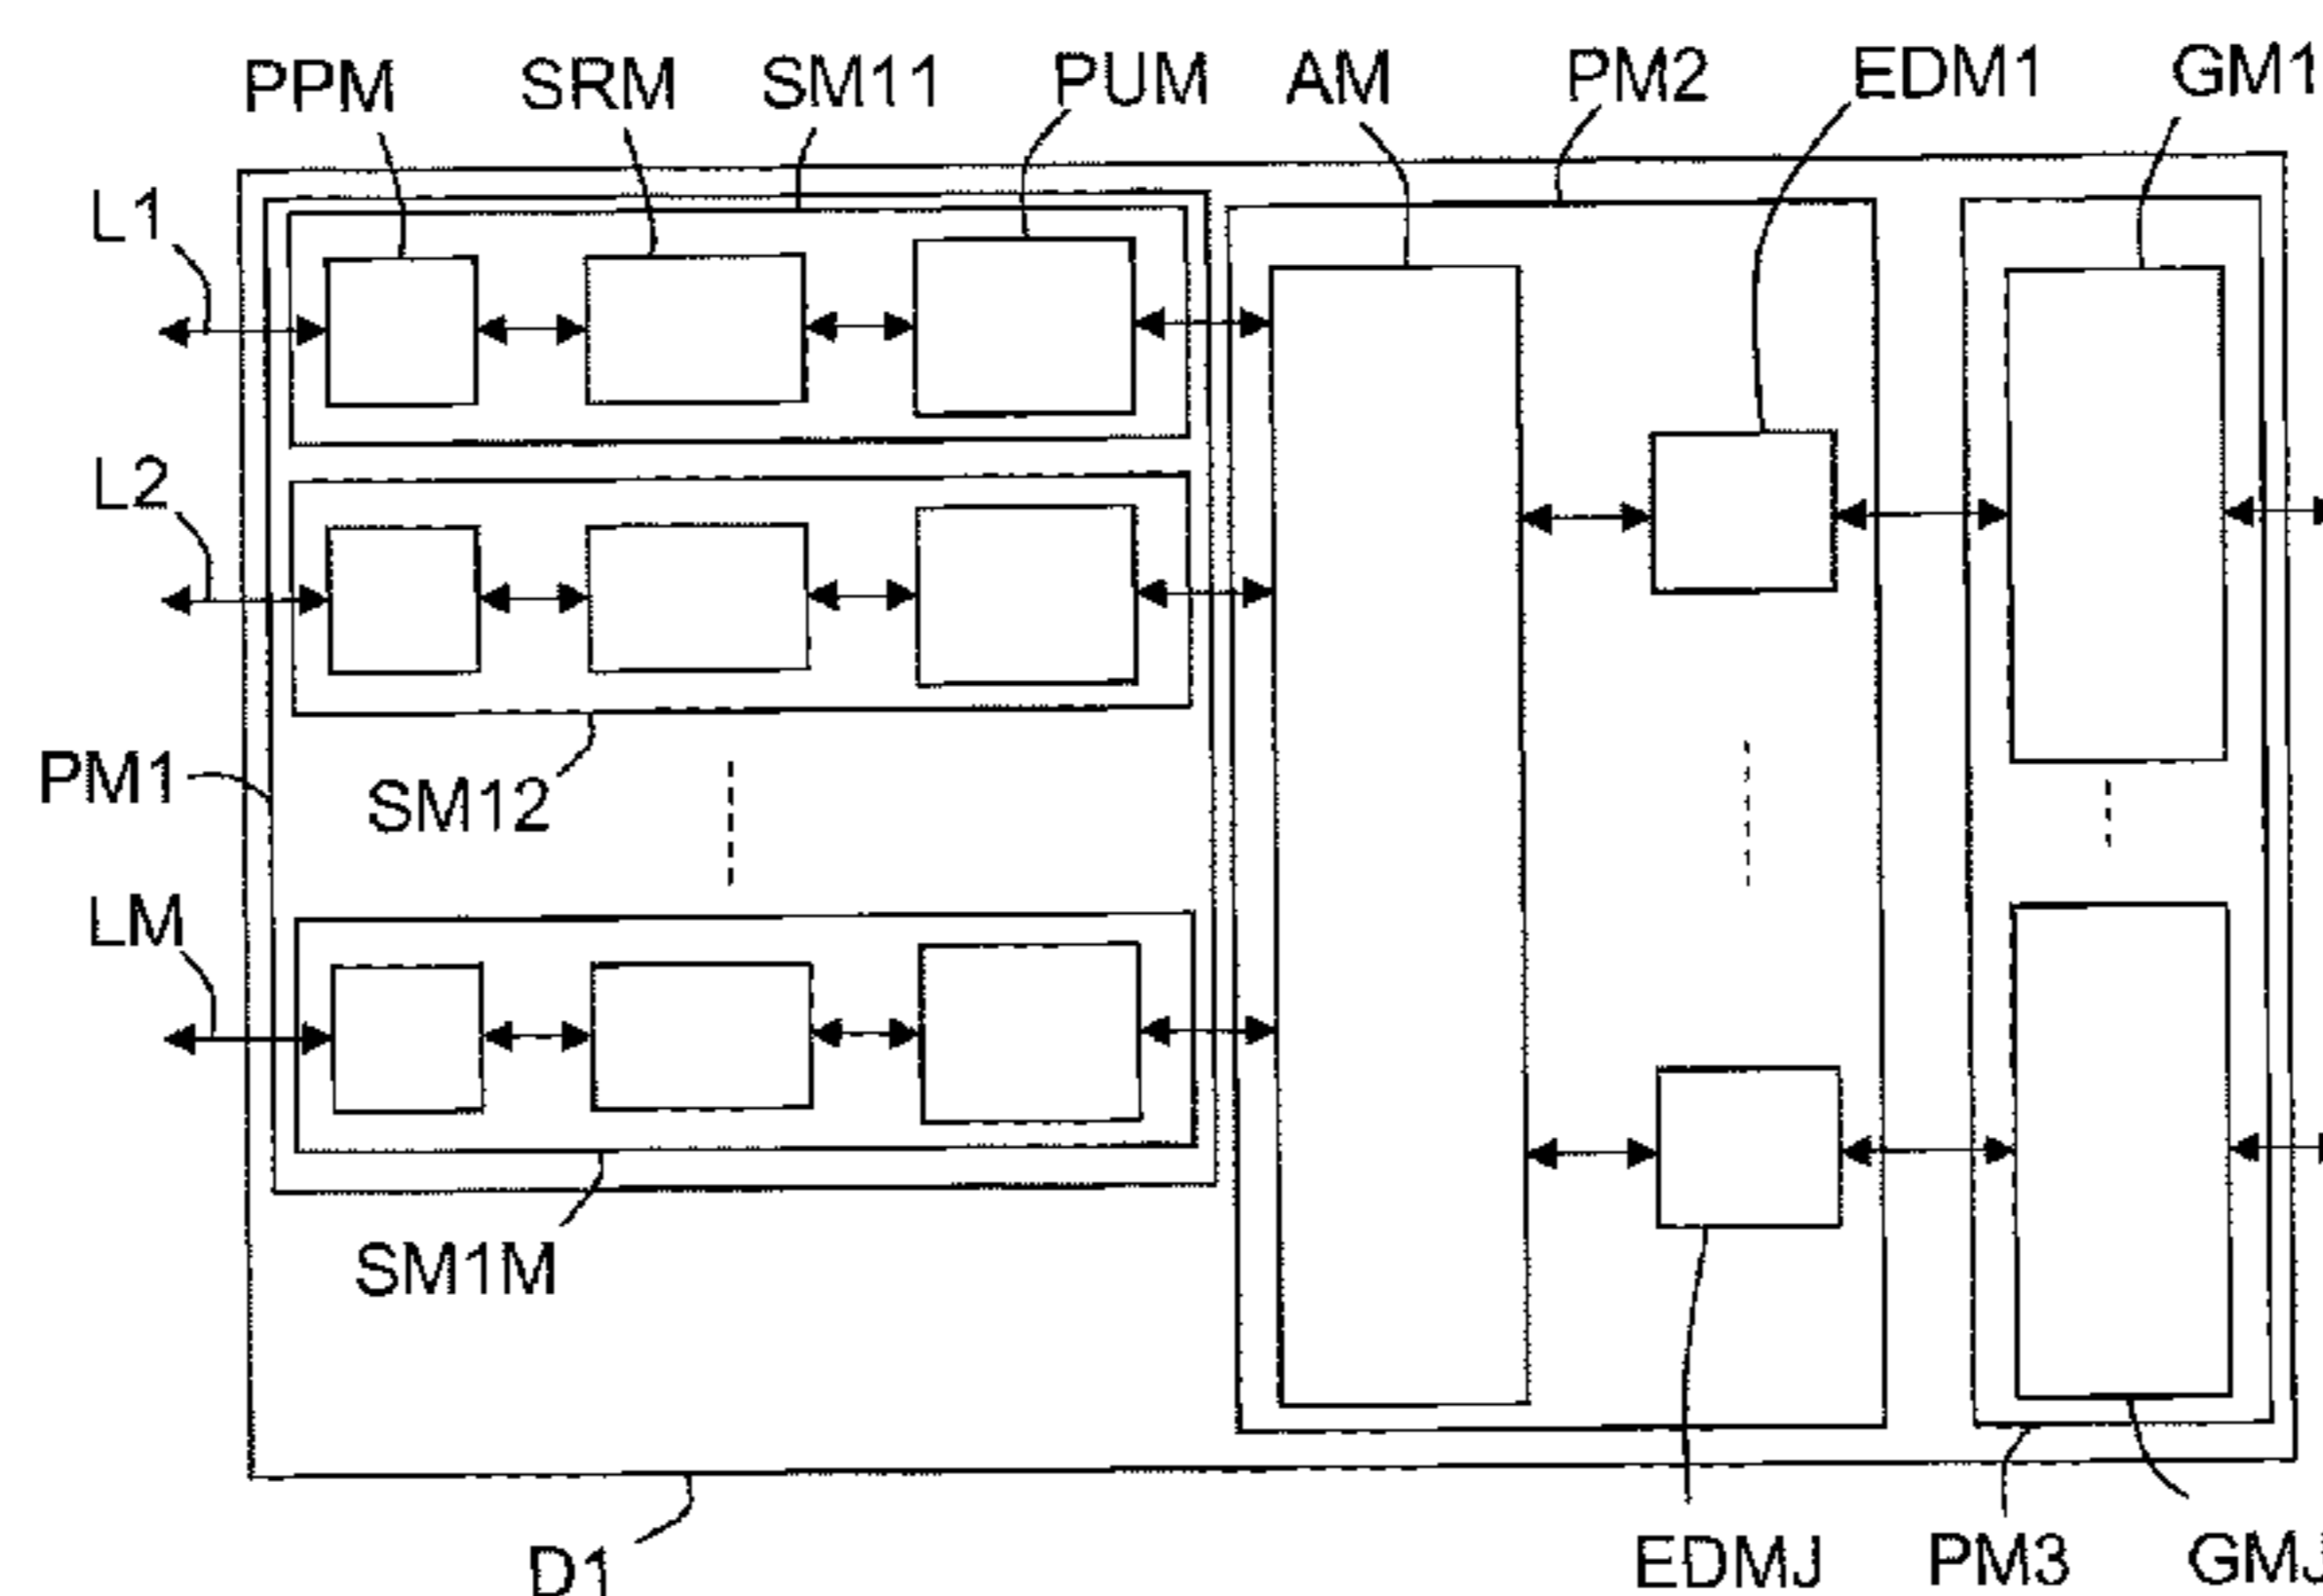 PPM SRM SM11 PUM AM PM2 EDM1 GM1
L1
L2
PM1
SM12
LM
SM1M
D1 EDMJ PM3 GMJ